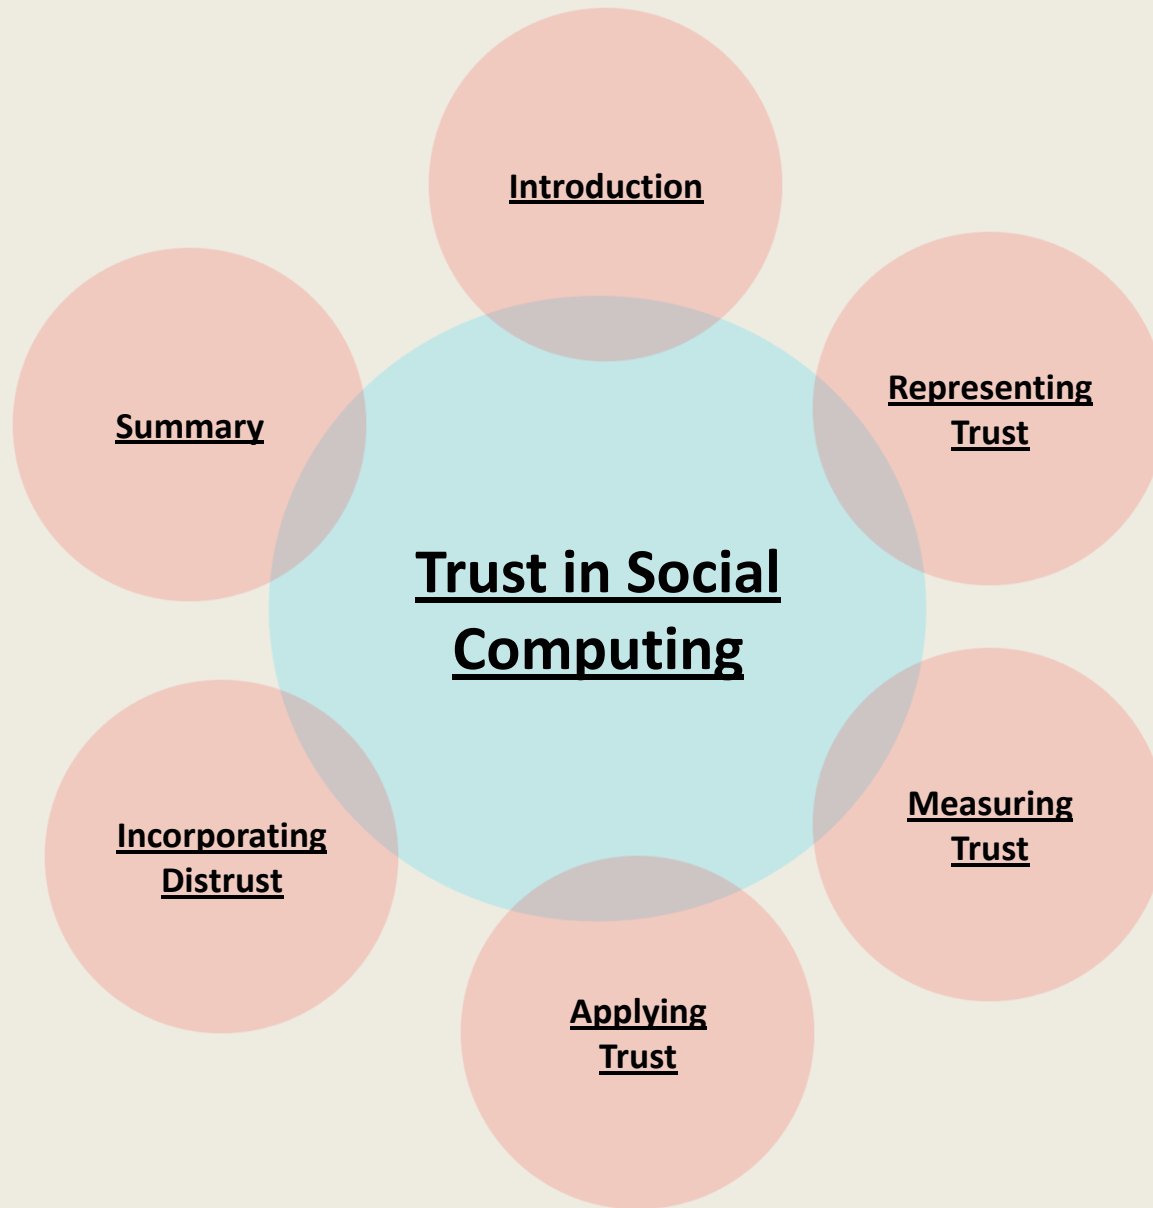 Introduction
Representing
Trust
Summary
Trust in Social
Computing
Measuring
Trust
Incorporating
Distrust
Applying
Trust